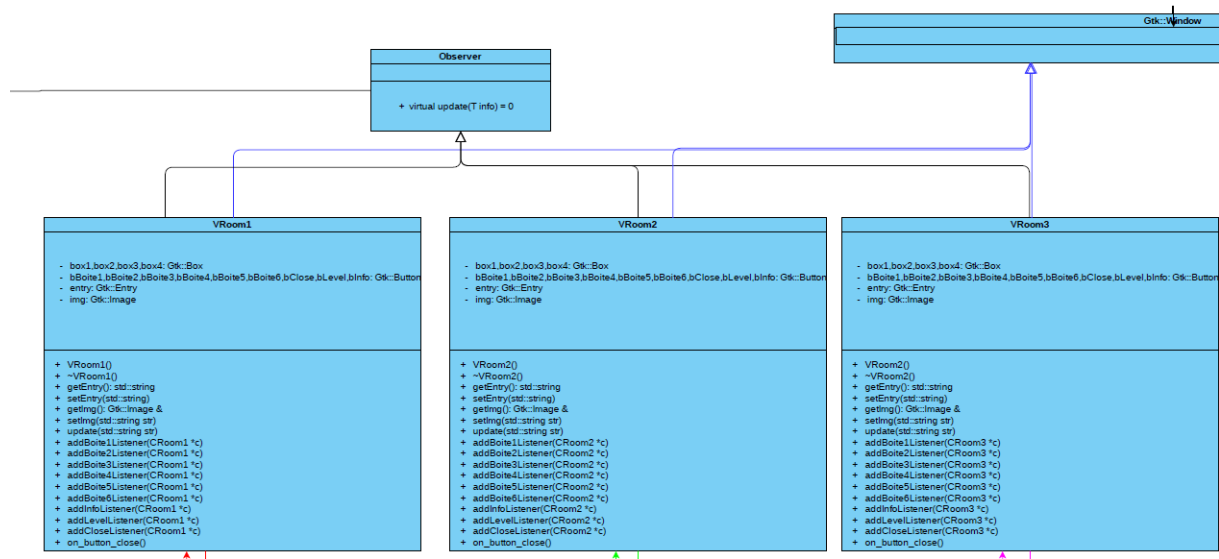 Gtk::Window
Observer
+ virtual update(T info) = 0
VRoom1
- box1,box2,box3,box4: Gtk::Box
- bBoite1,bBoite2,bBoite3,bBoite4,bBoite5,bBoite6,bClose,bLevel,bInfo: Gtk::Button
- entry: Gtk::Entry
- img: Gtk::Image
+ VRoom1()
+ ~VRoom1()
+ getEntry(): std::string
+ setEntry(std::string)
+ getImg(): Gtk::Image &
+ setImg(std::string str)
+ update(std::string str)
+ addBoite1Listener(CRoom1 *c)
+ addBoite2Listener(CRoom1 *c)
+ addBoite3Listener(CRoom1 *c)
+ addBoite4Listener(CRoom1 *c)
+ addBoite5Listener(CRoom1 *c)
+ addBoite6Listener(CRoom1 *c)
+ addInfoListener(CRoom1 *c)
+ addLevelListener(CRoom1 *c)
+ addCloseListener(CRoom1 *c)
+ on_button_close()
VRoom2
- box1,box2,box3,box4: Gtk::Box
- bBoite1,bBoite2,bBoite3,bBoite4,bBoite5,bBoite6,bClose,bLevel,bInfo: Gtk::Button
- entry: Gtk::Entry
- img: Gtk::Image
+ VRoom2()
+ ~VRoom2()
+ getEntry(): std::string
+ setEntry(std::string)
+ getImg(): Gtk::Image &
+ setImg(std::string str)
+ update(std::string str)
+ addBoite1Listener(CRoom2 *c)
+ addBoite2Listener(CRoom2 *c)
+ addBoite3Listener(CRoom2 *c)
+ addBoite4Listener(CRoom2 *c)
+ addBoite5Listener(CRoom2 *c)
+ addBoite6Listener(CRoom2 *c)
+ addInfoListener(CRoom2 *c)
+ addLevelListener(CRoom2 *c)
+ addCloseListener(CRoom2 *c)
+ on_button_close()
VRoom3
- box1,box2,box3,box4: Gtk::Box
- bBoite1,bBoite2,bBoite3,bBoite4,bBoite5,bBoite6,bClose,bLevel,bInfo: Gtk::Button
- entry: Gtk::Entry
- img: Gtk::Image
+ VRoom2()
+ ~VRoom2()
+ getEntry(): std::string
+ setEntry(std::string)
+ getImg(): Gtk::Image &
+ setImg(std::string str)
+ update(std::string str)
+ addBoite1Listener(CRoom3 *c)
+ addBoite2Listener(CRoom3 *c)
+ addBoite3Listener(CRoom3 *c)
+ addBoite4Listener(CRoom3 *c)
+ addBoite5Listener(CRoom3 *c)
+ addBoite6Listener(CRoom3 *c)
+ addInfoListener(CRoom3 *c)
+ addLevelListener(CRoom3 *c)
+ addCloseListener(CRoom3 *c)
+ on_button_close()